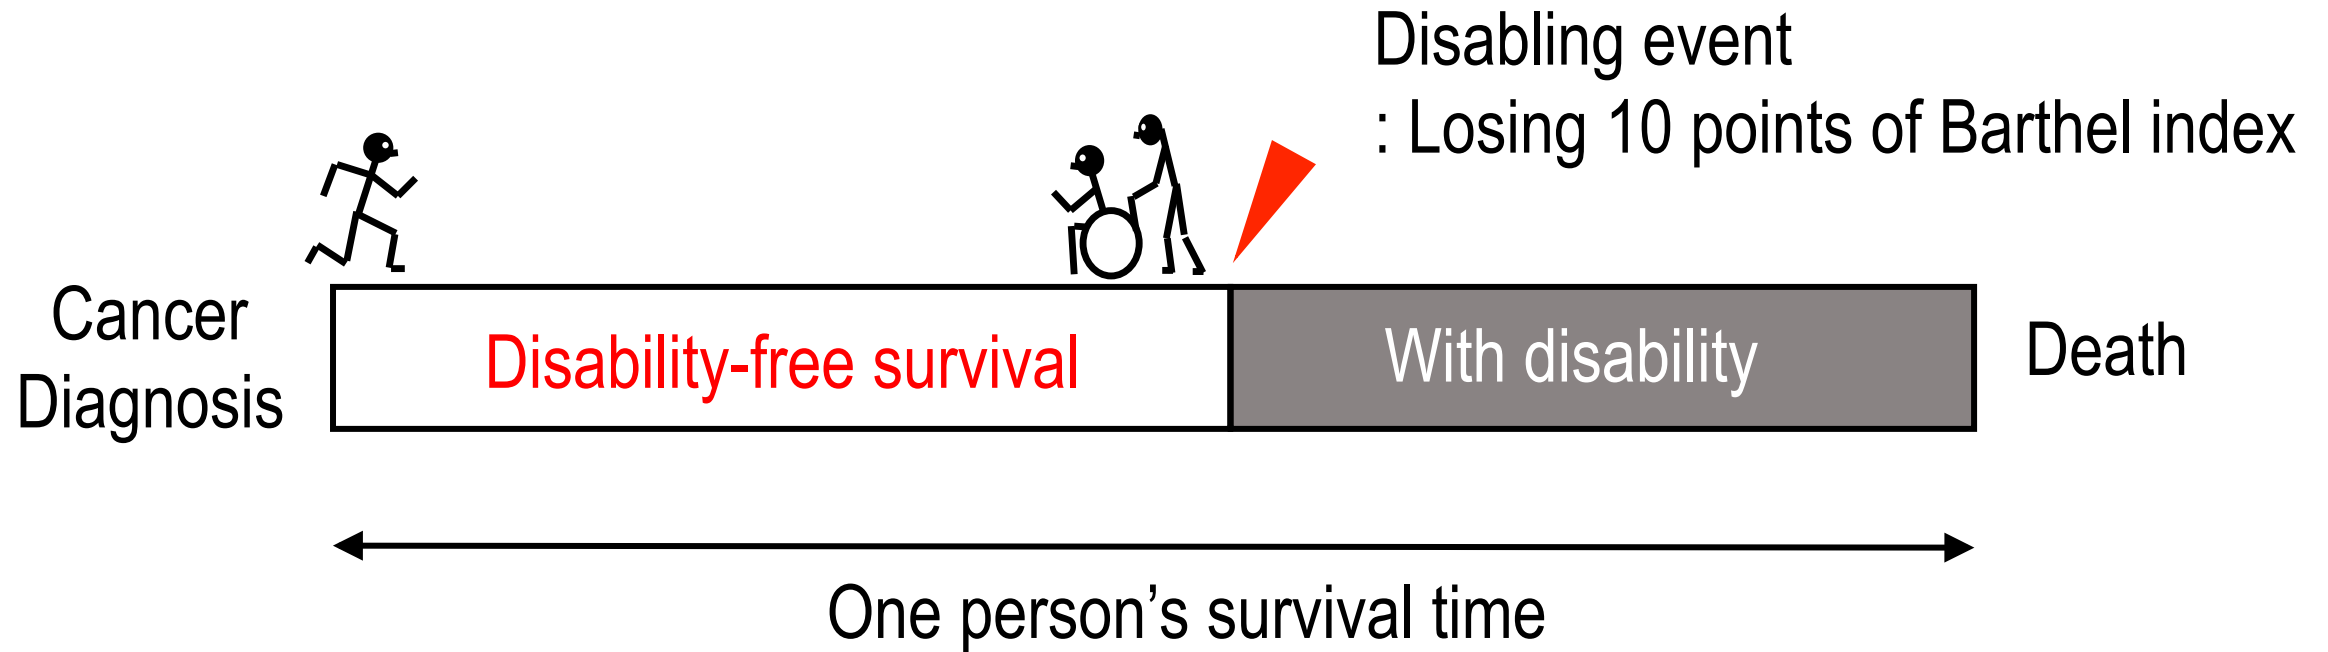 Disabling event
: Losing 10 points of Barthel index
Cancer
Diagnosis
Disability-free survival
With disability
Death
One person’s survival time